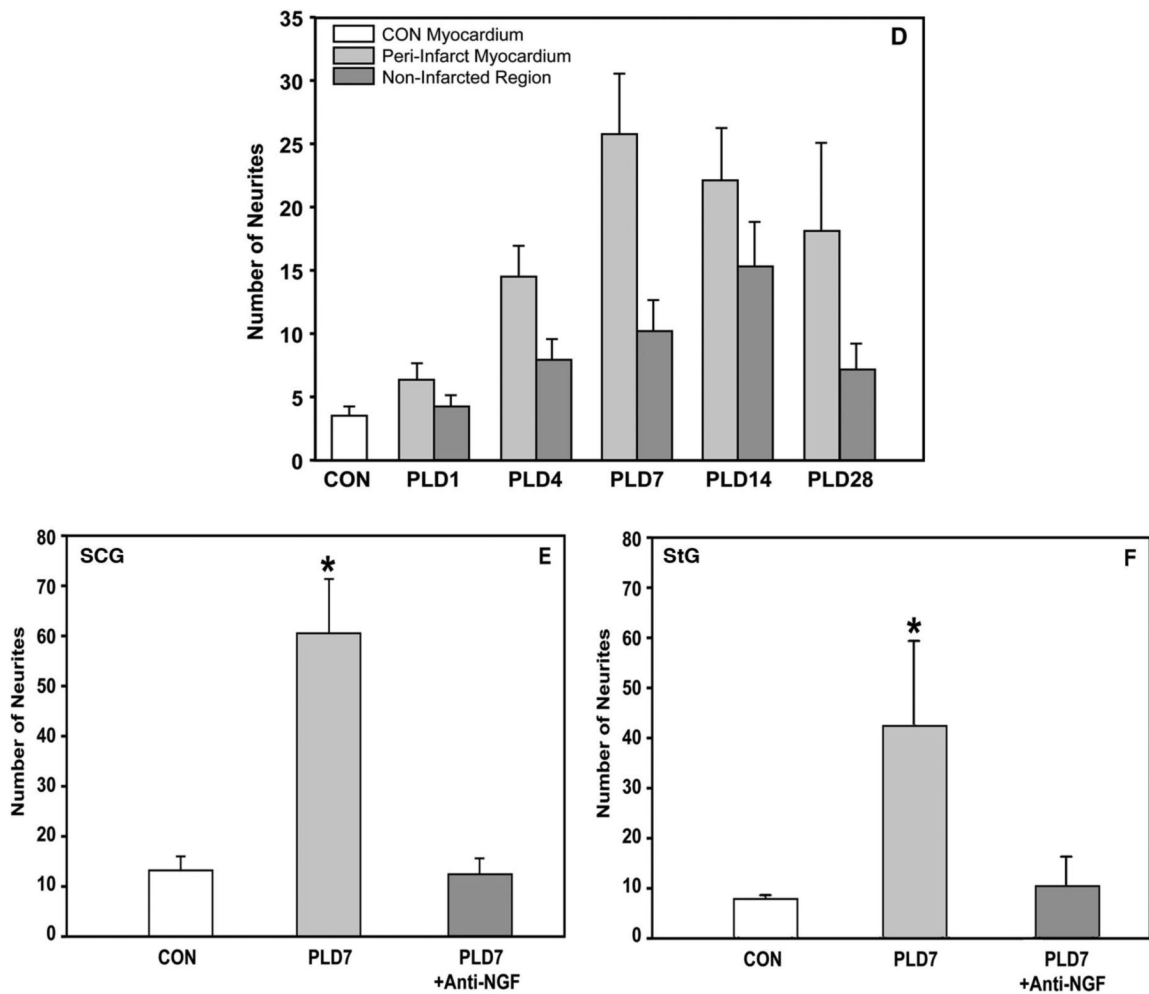 35
30
25
20
15
10
5
0
Number of Neurites
D
CON Myocardium
Peri-Infarct Myocardium
Non-Infarcted Region
CON PLD1 PLD4 PLD7 PLD14 PLD28
80
70
60
50
40
30
20
10
0
Number of Neurites
SCG
E
*
CON PLD7 PLD7
+Anti-NGF
80
70
60
50
40
30
20
10
0
Number of Neurites
StG
F
*
CON PLD7 PLD7
+Anti-NGF